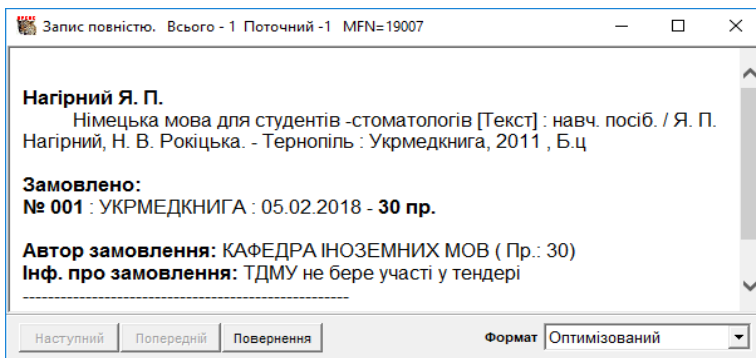 Запис повністю. Всього - 1 Поточний -1 MFN=19007
Нагірний Я. П.
Німецька мова для студентів -стоматологів [Текст] : навч. посіб. / Я. П.
Нагірний, Н. В. Рокіцька. - Тернопіль : Укрмедкнига, 2011 , Б.ц
Замовлено:
№ 001 : УКРМЕДКНИГА : 05.02.2018 - 30 пр.
Автор замовлення: КАФЕДРА ІНОЗЕМНИХ МОВ ( Пр.: 30)
Інф. про замовлення: ТДМУ не бере участі у тендері
----------------------------------------------------
Наступний Попередній Повернення Формат Оптимізований